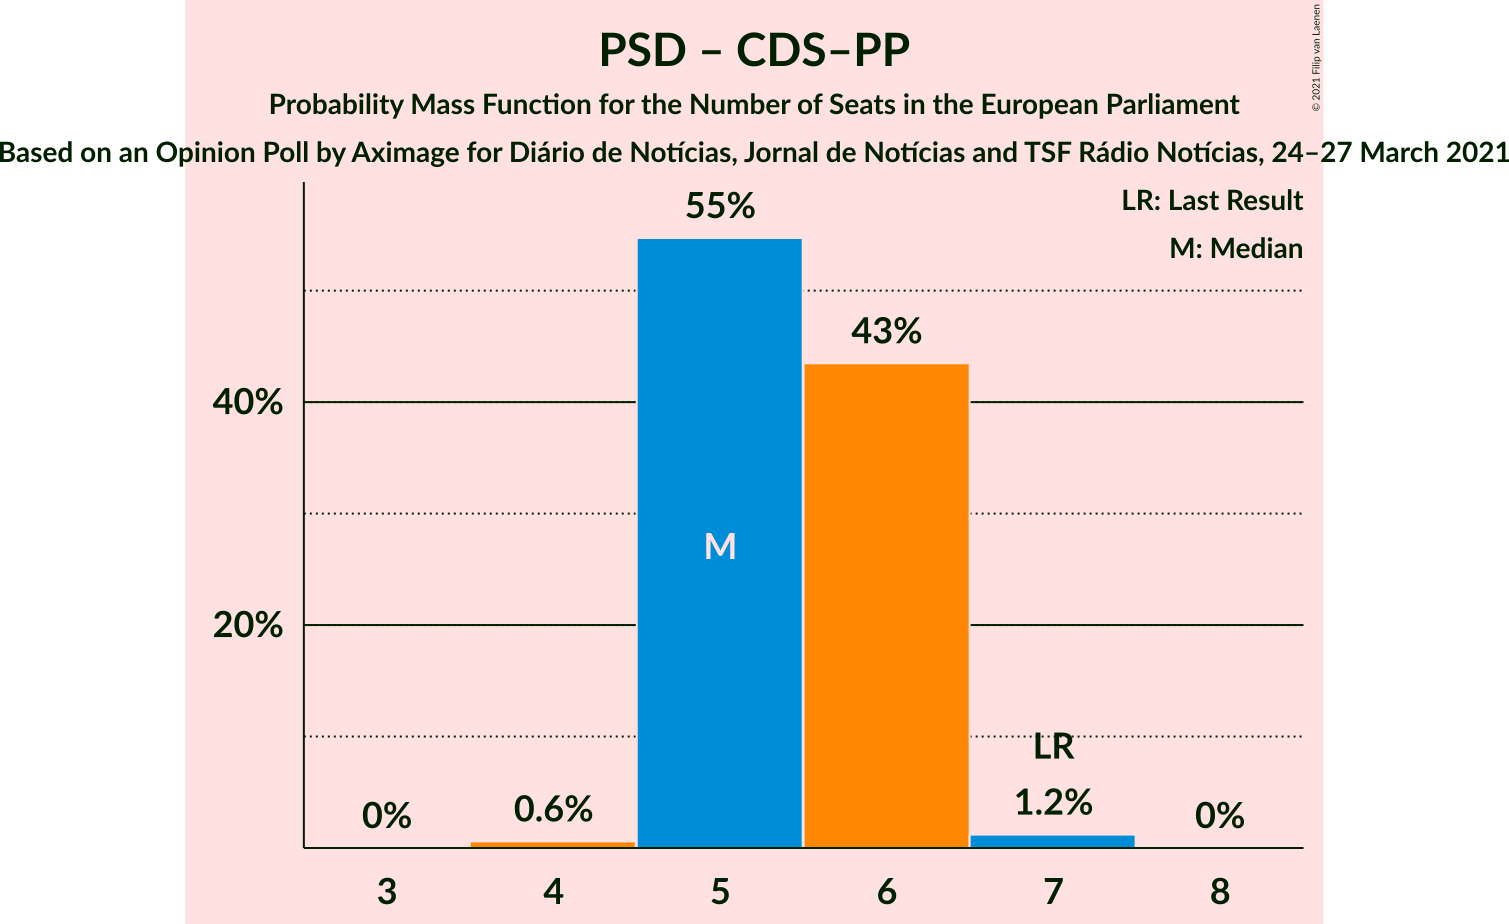 PSD – CDS–PP
Probability Mass Function for the Number of Seats in the European Parliament
Based on an Opinion Poll by Aximage for Diário de Notícias, Jornal de Notícias and TSF Rádio Notícias, 24–27 March 2021
© 2021 Filip van Laenen
LR: Last Result
M: Median
55%
43%
40%
M
20%
LR
0%
0.6%
1.2%
0%
3
4
5
6
7
8